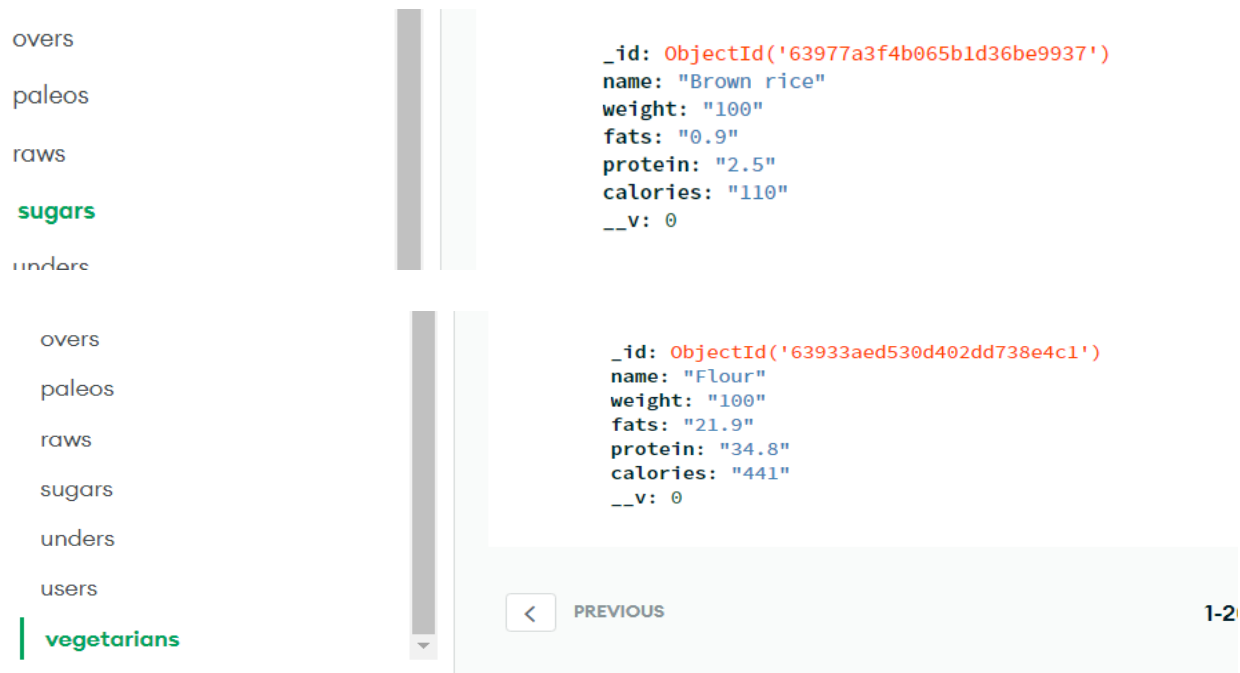 overs
paleos
raws
sugars
unders
_id: ObjectId('63977a3f4b065b1d36be9937')
name: "Brown rice"
weight: "100"
fats: "0.9"
protein: "2.5"
calories: "110"
__v: 0
overs
paleos
raws
sugars
unders
users
vegetarians
_id: ObjectId('63933aed530d402dd738e4c1')
name: "Flour"
weight: "100"
fats: "21.9"
protein: "34.8"
calories: "441"
__v: 0
PREVIOUS